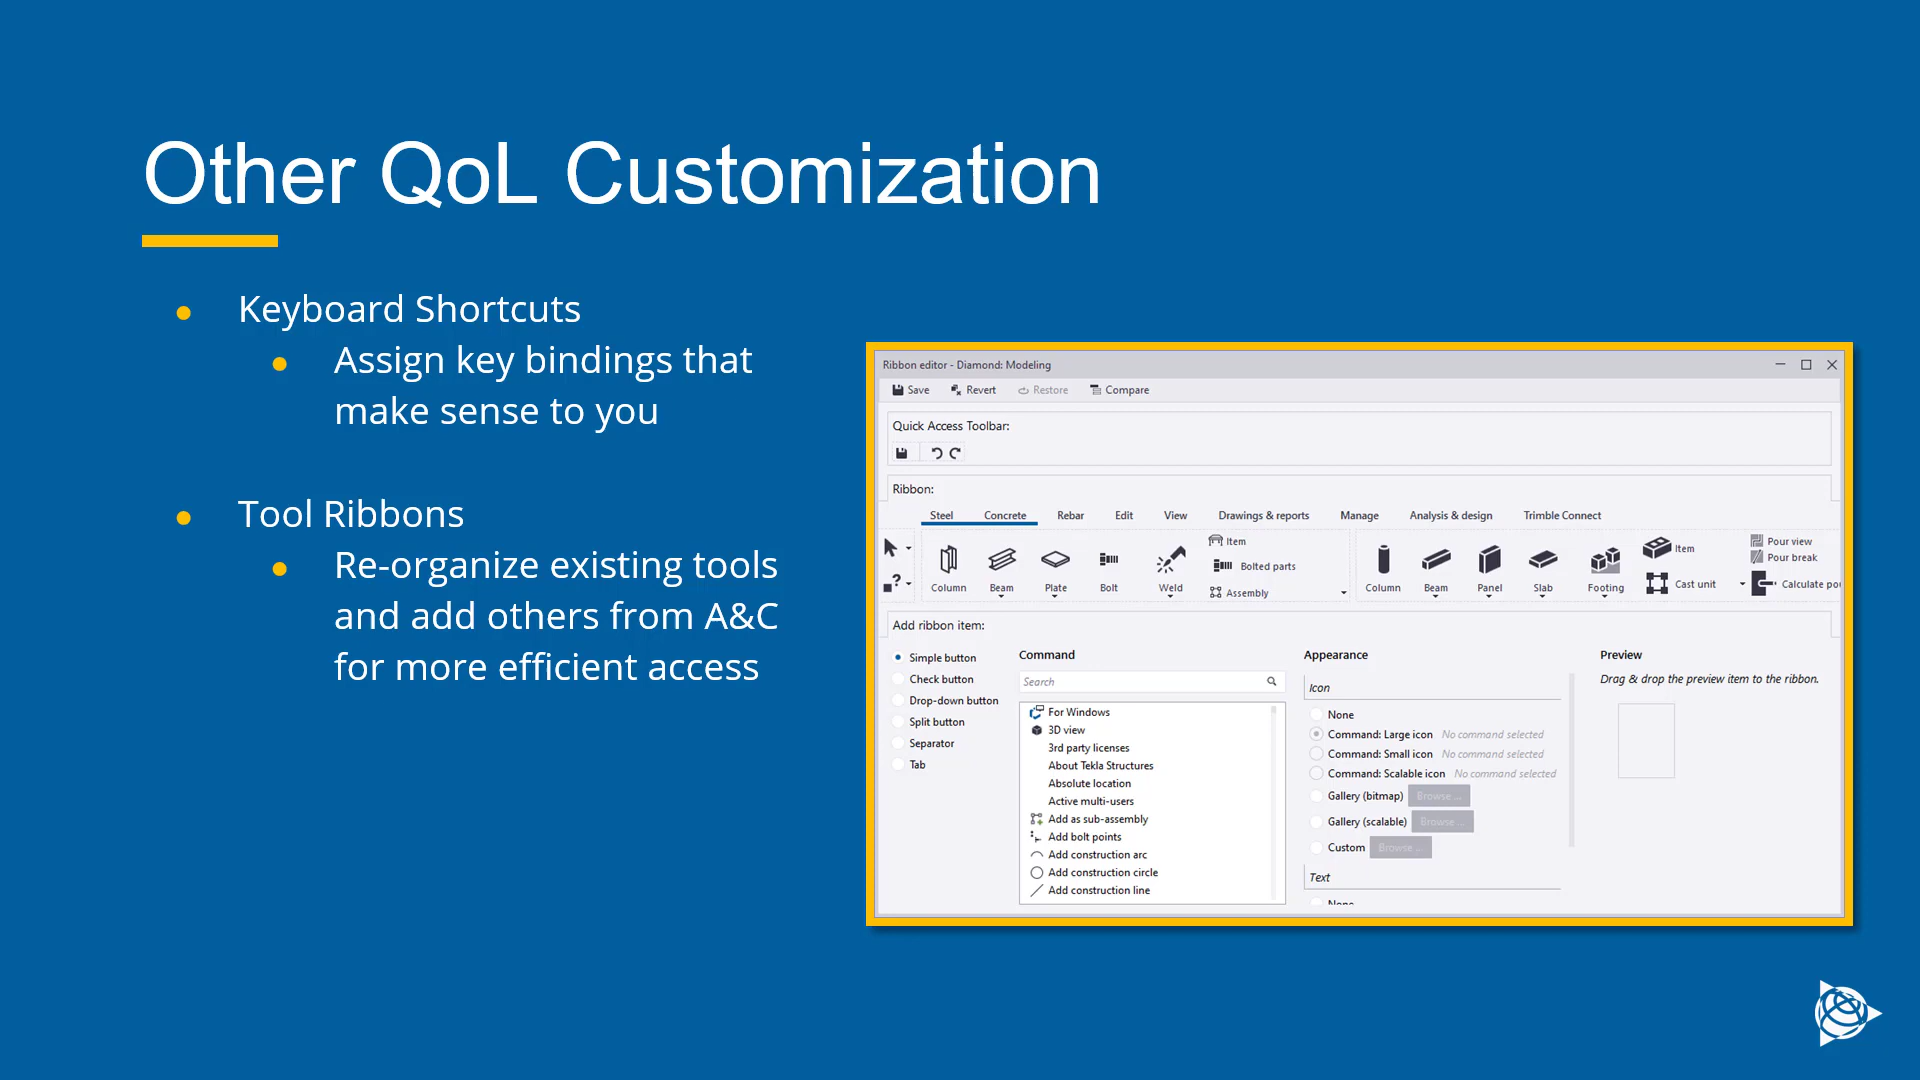 Other QoL Customization
Keyboard Shortcuts
Assign key bindings that
make sense to you
Tool Ribbons
Re-organize existing tools
and add others from A&C
for more efficient access
Ribbon editor - Diamond: Modeling
Save Revert Restore Compare
Quick Access Toolbar:
Ribbon:
Steel Concrete Rebar Edit View Drawings & reports Manage Analysis & design Trimble Connect
Item
Bolted parts
Assembly
Column Beam Plate Bolt Weld
Column Beam Panel Slab Footing
Item
Cast unit
Pour view
Pour break
Calculate pou
Add ribbon item:
Simple button
Check button
Drop-down button
Split button
Separator
Tab
Command
Search
For Windows
3D view
3rd party licenses
About Tekla Structures
Absolute location
Active multi-users
Add as sub-assembly
Add bolt points
Add construction arc
Add construction circle
Add construction line
Appearance
Icon
None
Command: Large icon No command selected
Command: Small icon No command selected
Command: Scalable icon No command selected
Gallery (bitmap) Browse ...
Gallery (scalable) Browse ...
Custom Browse ...
Text
None
Preview
Drag & drop the preview item to the ribbon.